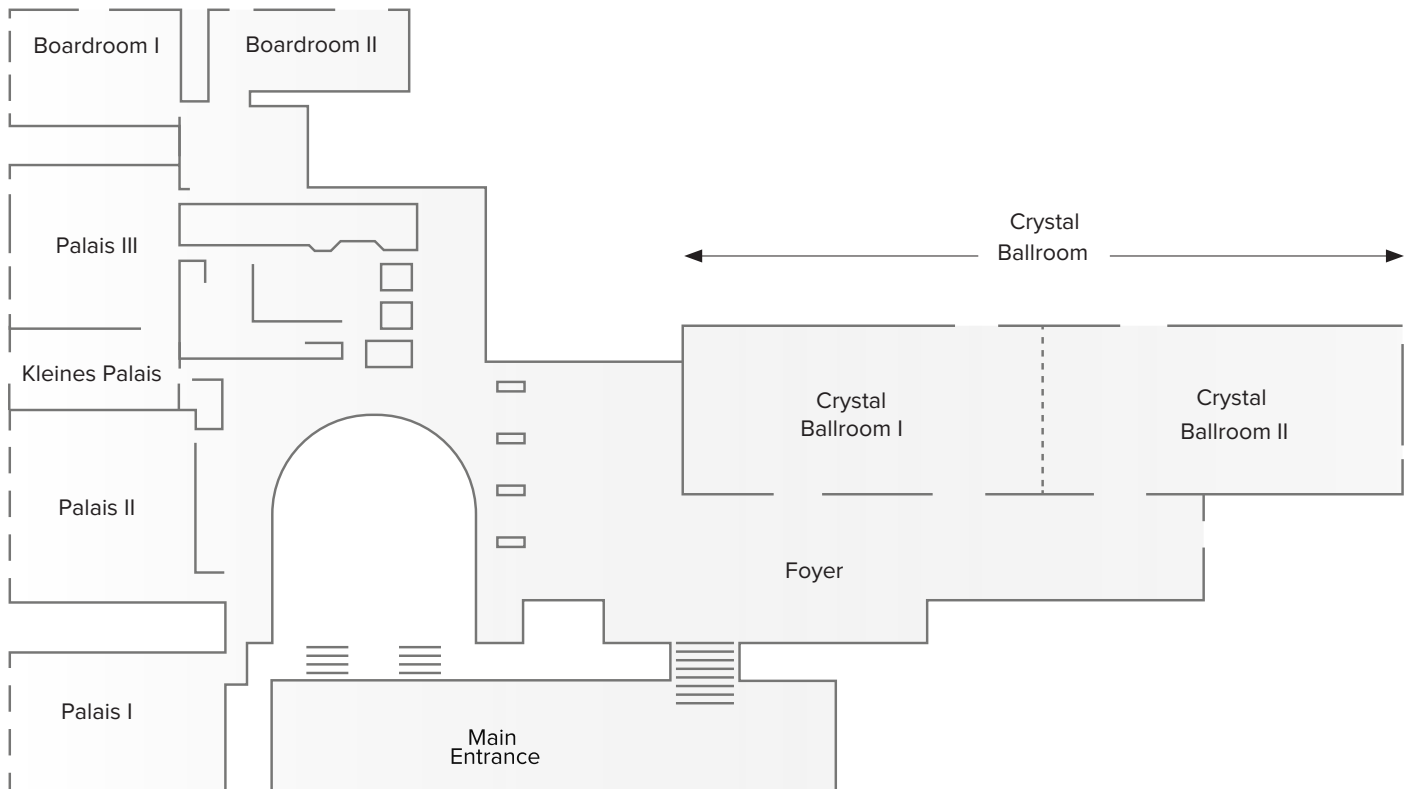 Boardroom I
Boardroom II
Crystal
Ballroom
Palais III
Kleines Palais
Crystal
Ballroom I
Crystal
Ballroom II
Palais II
Foyer
Palais I
Main
Entrance